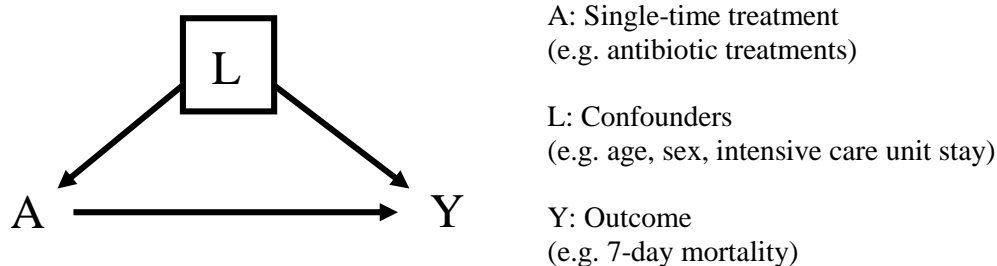 L
A
Y
A: Single-time treatment
(e.g. antibiotic treatments)
L: Confounders
(e.g. age, sex, intensive care unit stay)
Y: Outcome
(e.g. 7-day mortality)